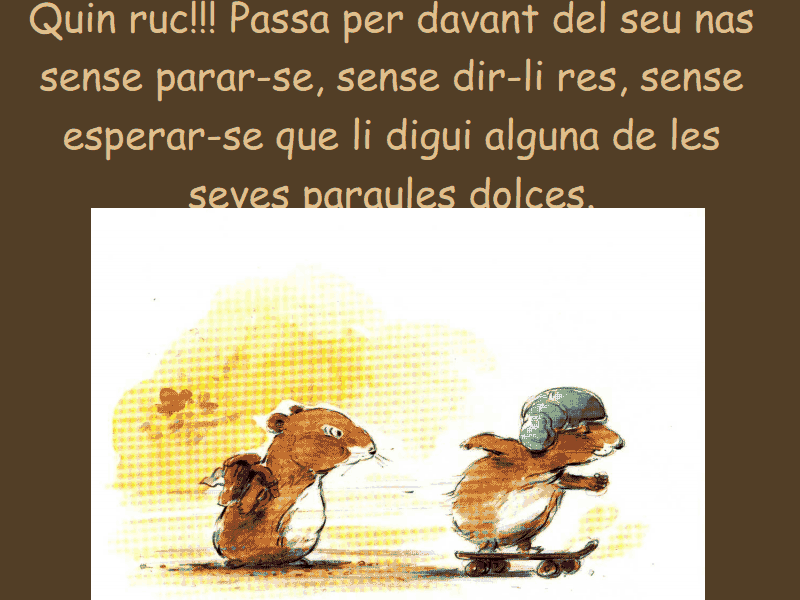 Quin ruc!!! Passa per davant del seu nas
sense parar-se, sense dir-li res, sense
esperar-se que li digui alguna de les
seves paraules dolces.